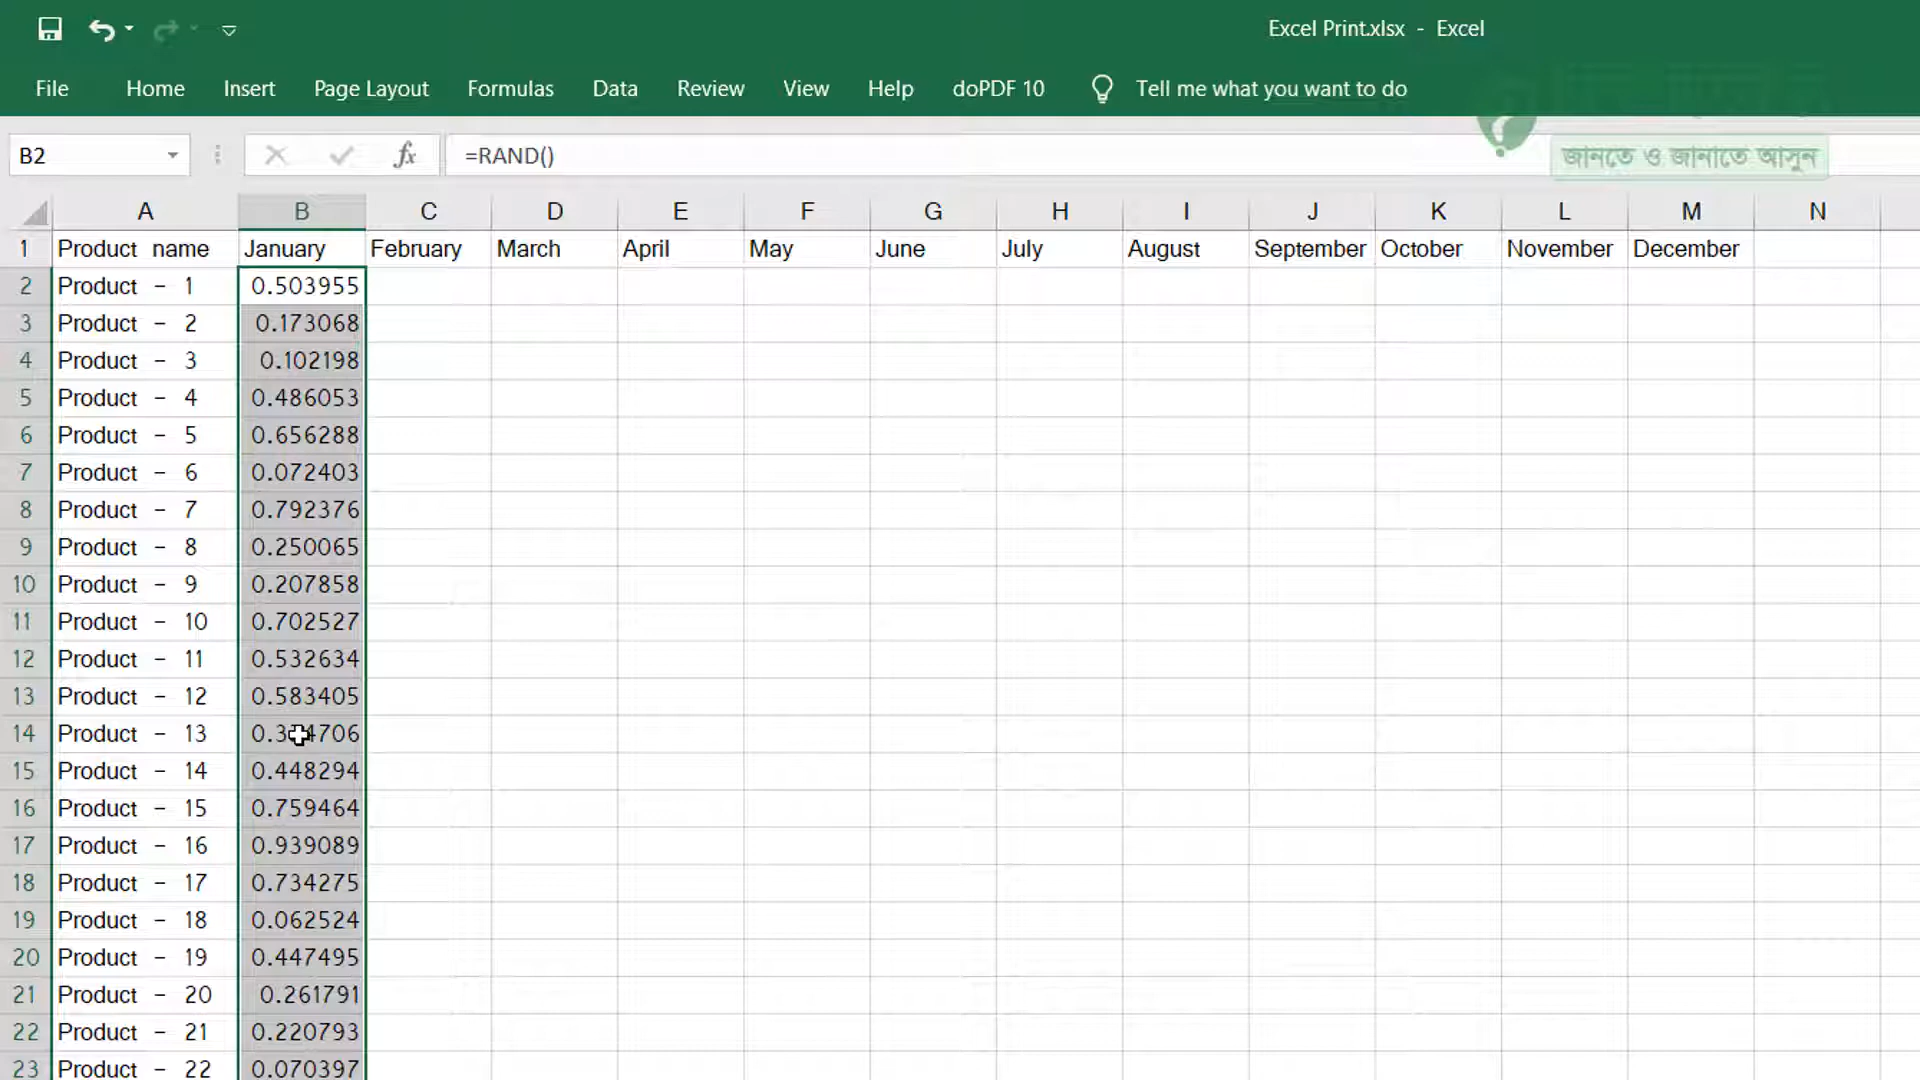 Excel Print.xlsx - Excel
File Home Insert Page Layout Formulas Data Review View Help doPDF 10 Tell me what you want to do
B2 fx =RAND() জানতে ও জানাতে আসুন
A B C D E F G H I J K L M N
1 Product name January February March April May June July August September October November December
2 Product - 1 0.503955
3 Product - 2 0.173068
4 Product - 3 0.102198
5 Product - 4 0.486053
6 Product - 5 0.656288
7 Product - 6 0.072403
8 Product - 7 0.792376
9 Product - 8 0.250065
10 Product - 9 0.207858
11 Product - 10 0.702527
12 Product - 11 0.532634
13 Product - 12 0.583405
14 Product - 13
15 Product - 14 0.448294
16 Product - 15 0.759464
17 Product - 16 0.939089
18 Product - 17 0.734275
19 Product - 18 0.062524
20 Product - 19 0.447495
21 Product - 20 0.261791
22 Product - 21 0.220793
23 Product - 22 0.070397